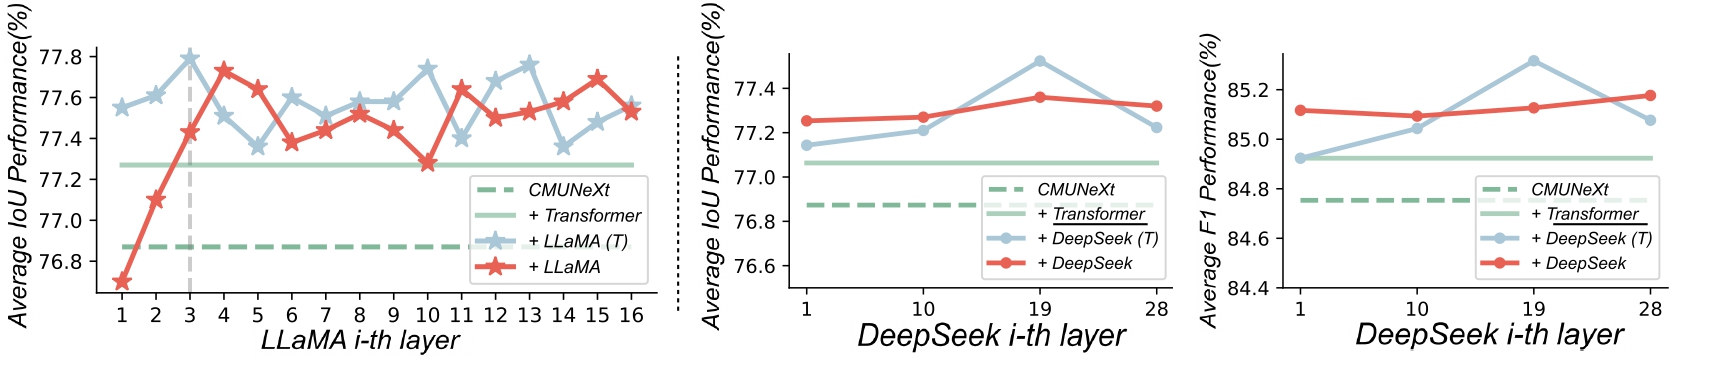 Average IoU Performance(%)
77.8
77.6
77.4
77.2
77.0
76.8
CMUNeXt
+ Transformer
+ LLaMA (T)
+ LLaMA
1 2 3 4 5 6 7 8 9 10 11 12 13 14 15 16
LLaMA i-th layer
Average IoU Performance(%)
77.4
77.2
77.0
76.8
76.6
CMUNeXt
+ Transformer
+ DeepSeek (T)
+ DeepSeek
1 10 19 28
DeepSeek i-th layer
Average F1 Performance(%)
85.2
85.0
84.8
84.6
84.4
CMUNeXt
+ Transformer
+ DeepSeek (T)
+ DeepSeek
1 10 19 28
DeepSeek i-th layer